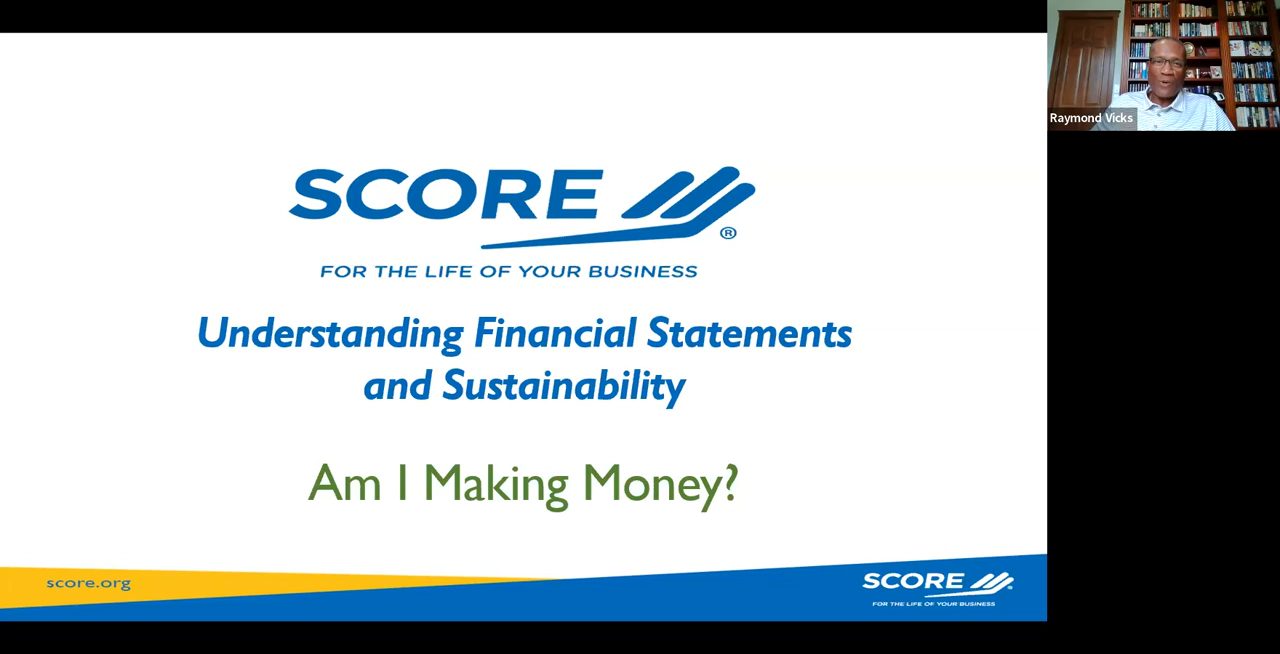 Raymond Vicks
SCORE
®
FOR THE LIFE OF YOUR BUSINESS
Understanding Financial Statements
and Sustainability
Am I Making Money?
score.org
SCORE
®
FOR THE LIFE OF YOUR BUSINESS